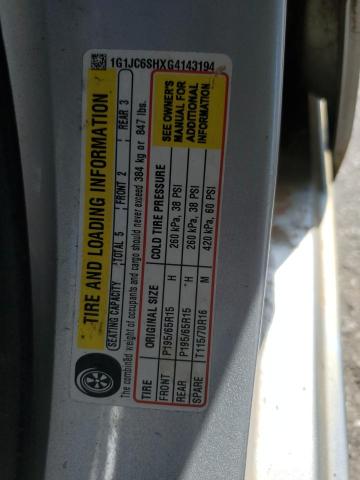 1G1JC6SHXG4143194
TIRE AND LOADING INFORMATION
SEATING CAPACITY TOTAL 5 FRONT 2 REAR 3
The combined weight of occupants and cargo should never exceed 384 kg or 847 lbs.
TIRE ORIGINAL SIZE COLD TIRE PRESSURE
FRONT P195/65R15 H 260 kPa, 38 PSI
REAR P195/65R15 H 260 kPa, 38 PSI
SPARE T115/70R16 M 420 kPa, 60 PSI
SEE OWNER'S
MANUAL FOR
ADDITIONAL
INFORMATION